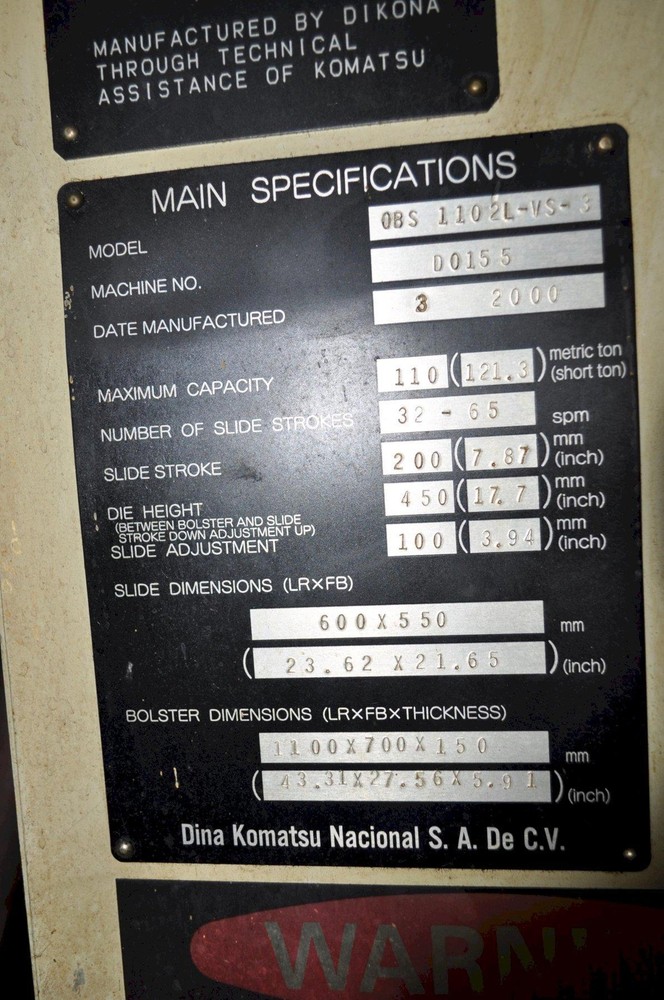 MANUFACTURED BY DIKONA
THROUGH TECHNICAL
ASSISTANCE OF KOMATSU
MAIN SPECIFICATIONS
MODEL OBS 1102L-VS-3
MACHINE NO. D0155
DATE MANUFACTURED 3 2000
MAXIMUM CAPACITY 110 (121.3) metric ton (short ton)
NUMBER OF SLIDE STROKES 32 - 65 spm
SLIDE STROKE 200 (7.87) mm (inch)
DIE HEIGHT 450 (17.7) mm (inch)
(BETWEEN BOLSTER AND SLIDE
STROKE DOWN ADJUSTMENT UP)
SLIDE ADJUSTMENT 100 (3.94) mm (inch)
SLIDE DIMENSIONS (LR×FB)
600X550 mm
(23.62 X21.65) (inch)
BOLSTER DIMENSIONS (LR×FB×THICKNESS)
1100X700X150 mm
(43.31X27.56X5.91) (inch)
Dina Komatsu Nacional S. A. De C.V.